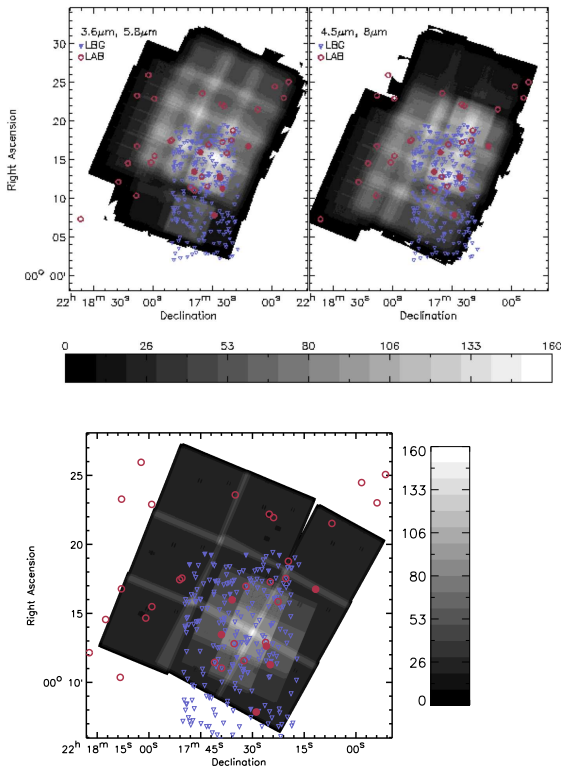 3.6μm, 5.8μm
LBG
LAB
4.5μm, 8μm
LBG
LAB
30
25
20
15
10
05
00° 00'
Right Ascension
22h 18m 30s 00s 17m 30s 00s
22h 18m 30s 00s 17m 30s 00s
Declination
Declination
0 26 53 80 106 133 160
25
20
15
00° 10'
Right Ascension
22h 18m 15s 00s 17m 45s 30s 15s 00s
Declination
160
133
106
80
53
26
0